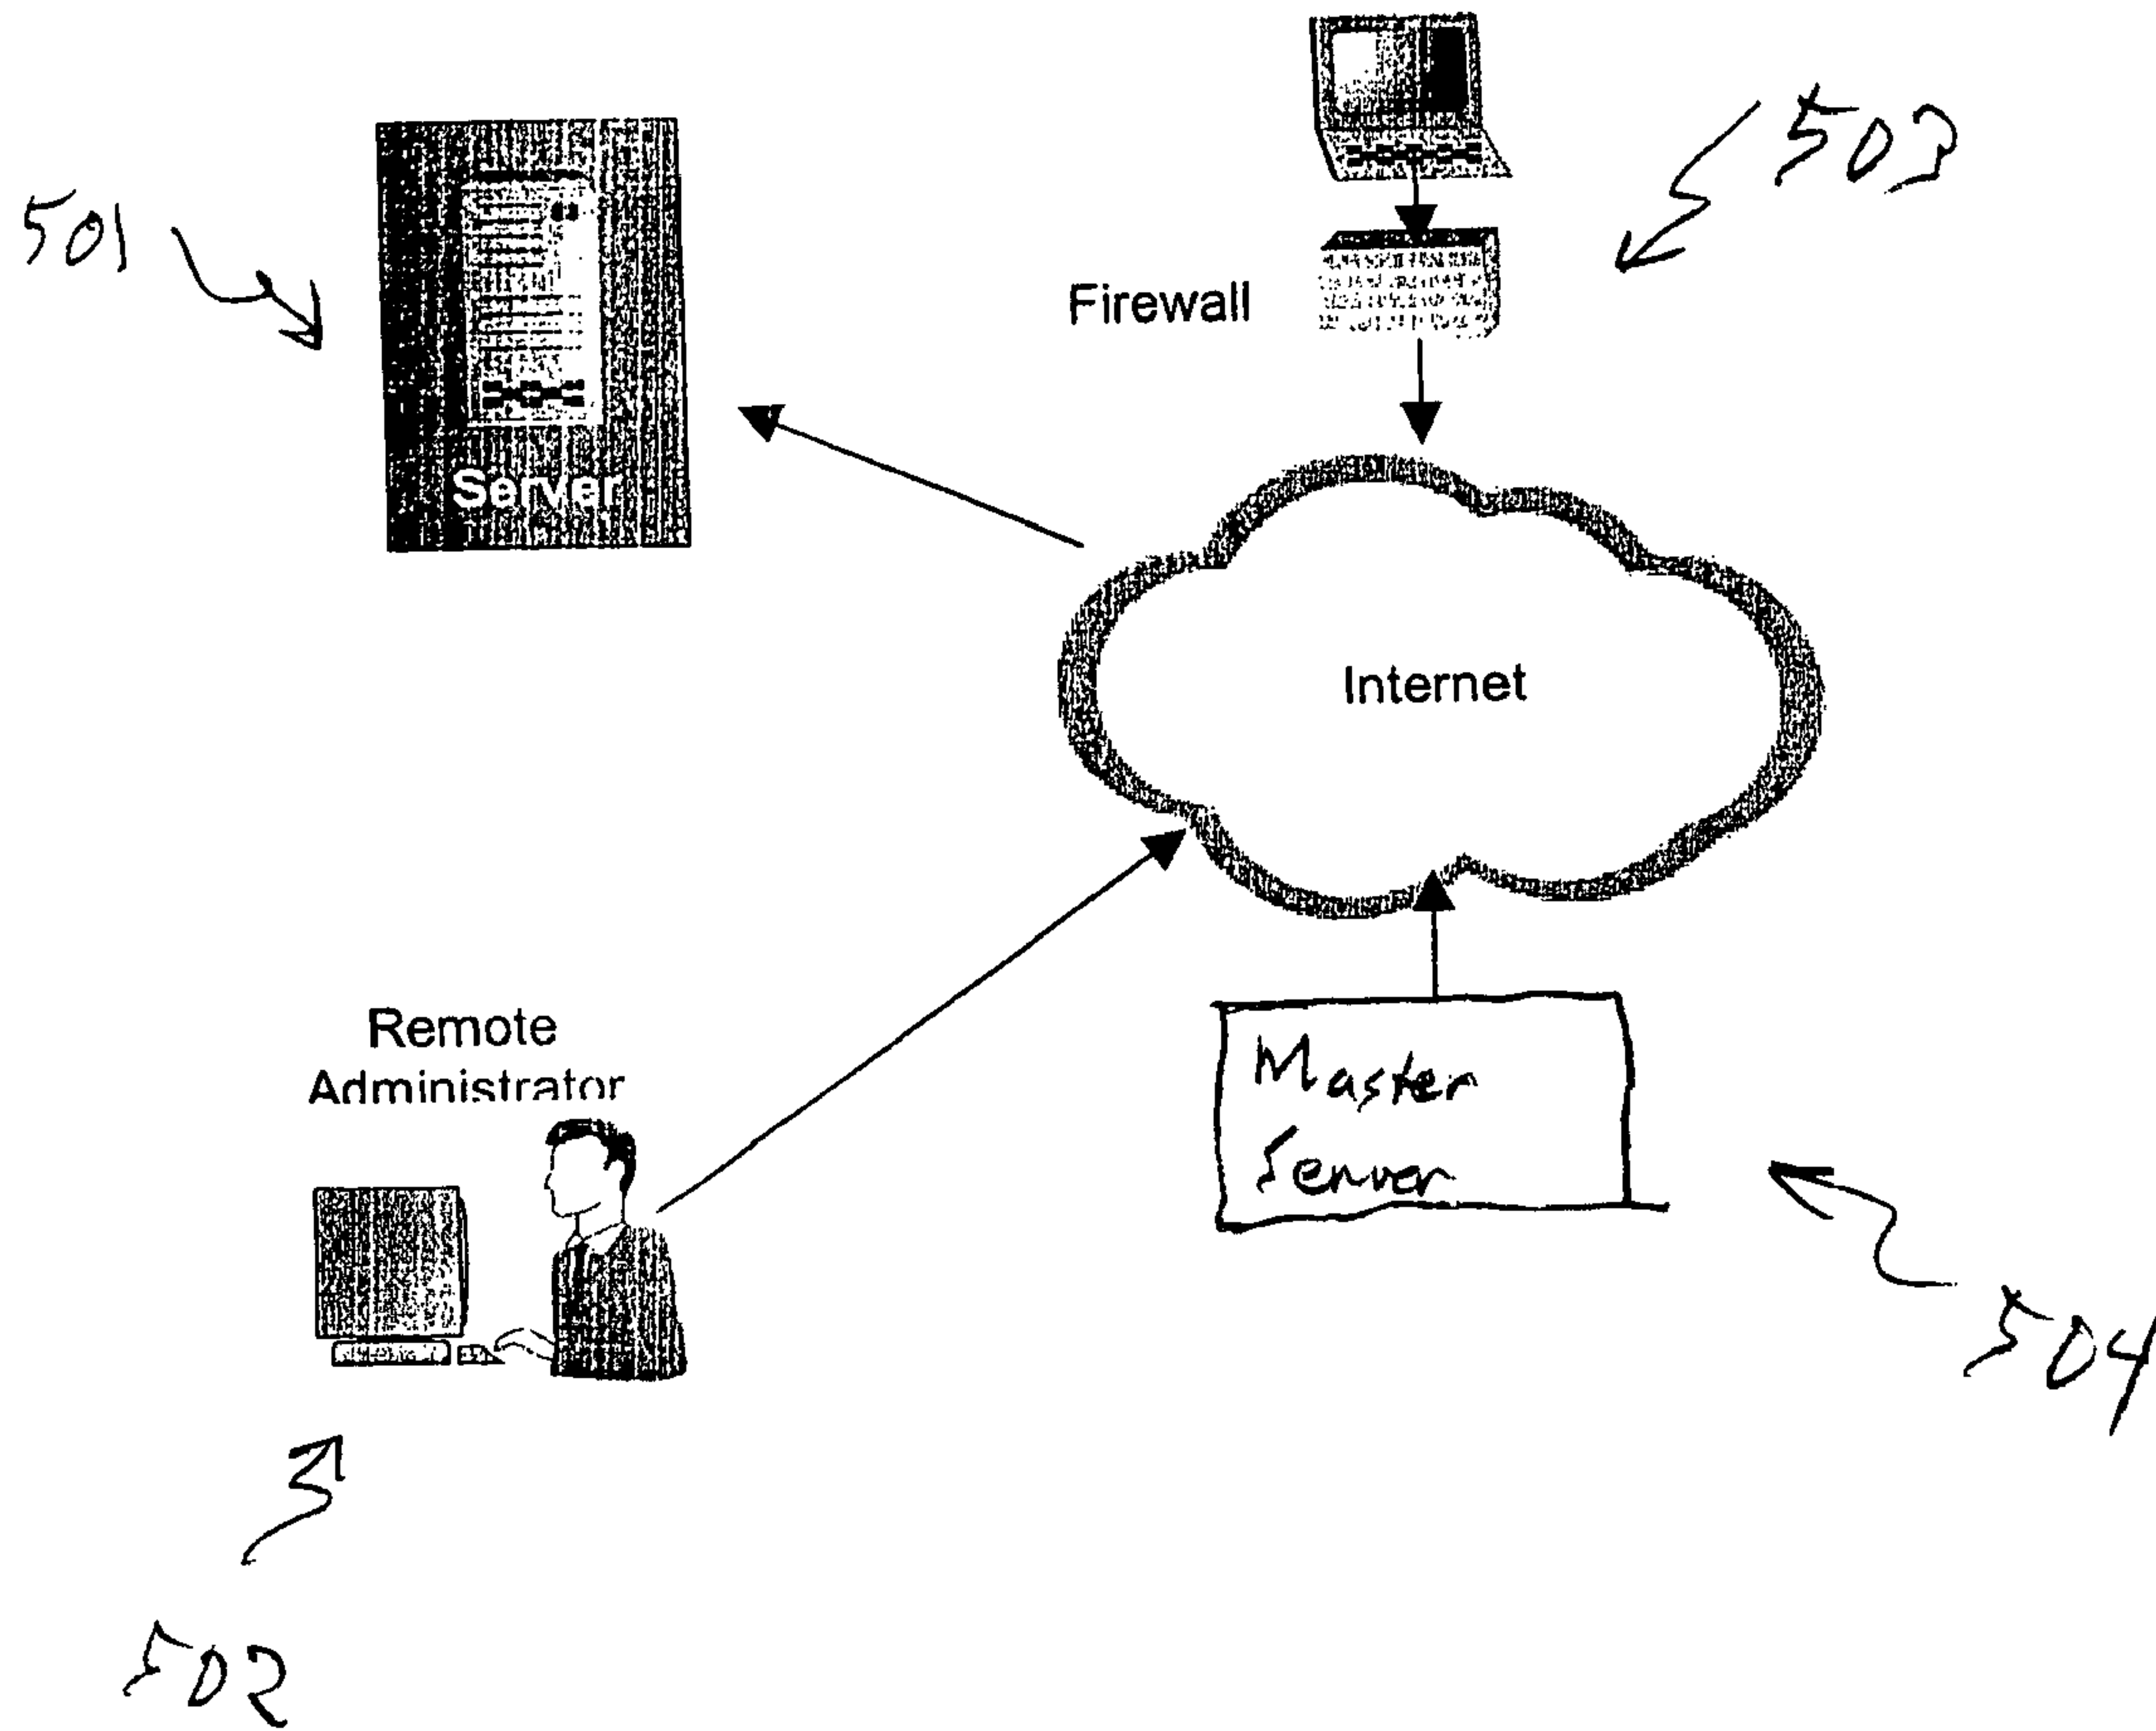 503
501
Firewall
Server
Internet
Remote
Administrator
Master
Server
504
502